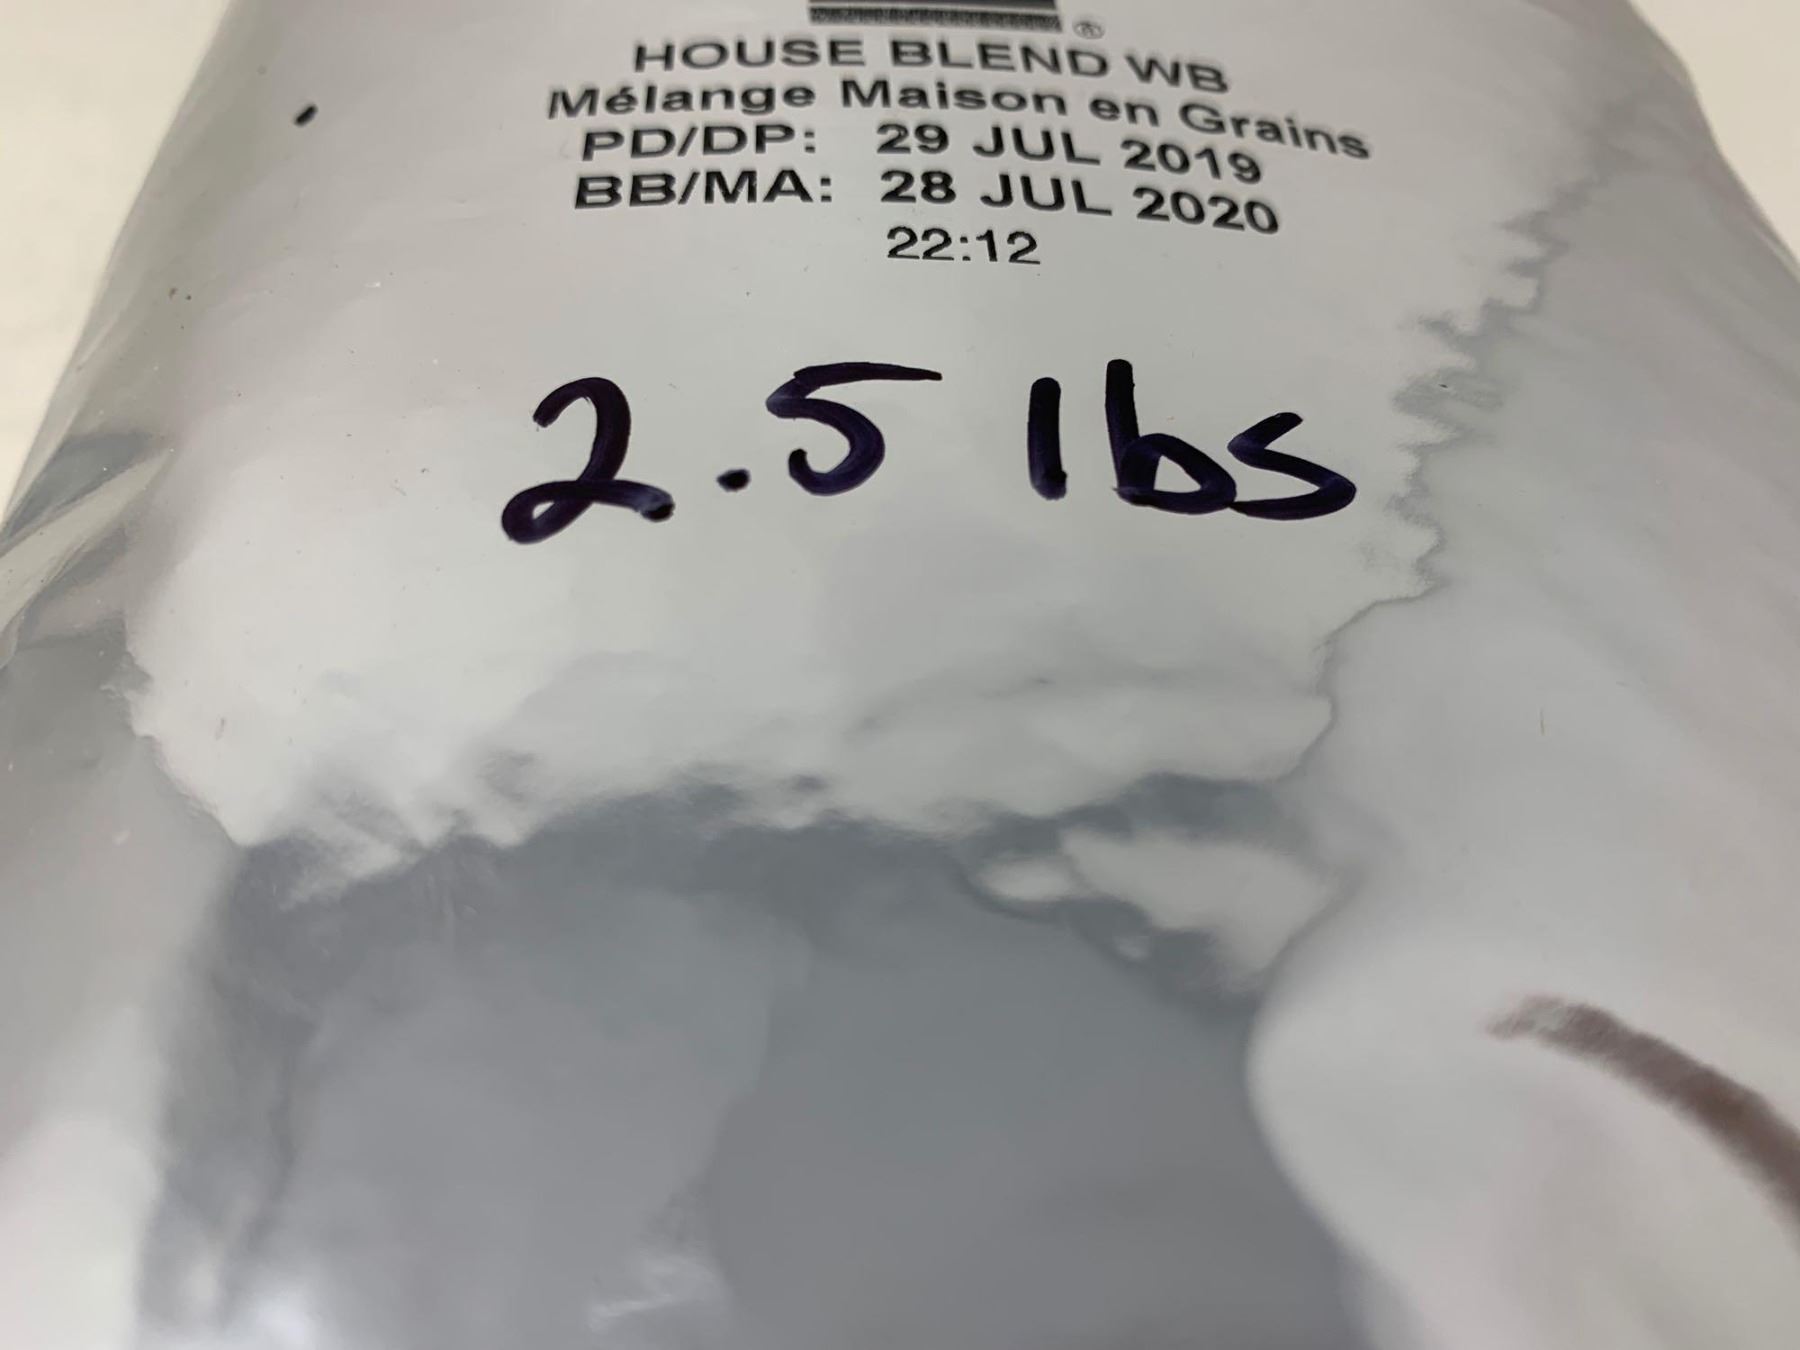 HOUSE BLEND WB
Mélange Maison en Grains
PD/DP: 29 JUL 2019
BB/MA: 28 JUL 2020
22:12
2.5 lbs